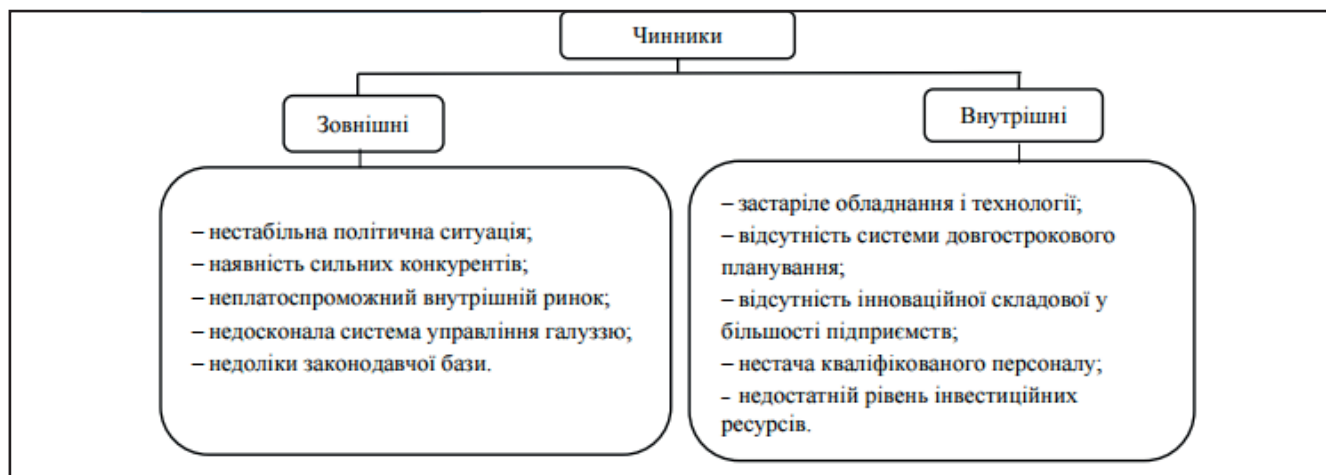 Чинники
Зовнішні
Внутрішні
– нестабільна політична ситуація;
– наявність сильних конкурентів;
– неплатоспроможний внутрішній ринок;
– недосконала система управління галуззю;
– недоліки законодавчої бази.
– застаріле обладнання і технології;
– відсутність системи довгострокового
планування;
– відсутність інноваційної складової у
більшості підприємств;
– нестача кваліфікованого персоналу;
- недостатній рівень інвестиційних
ресурсів.